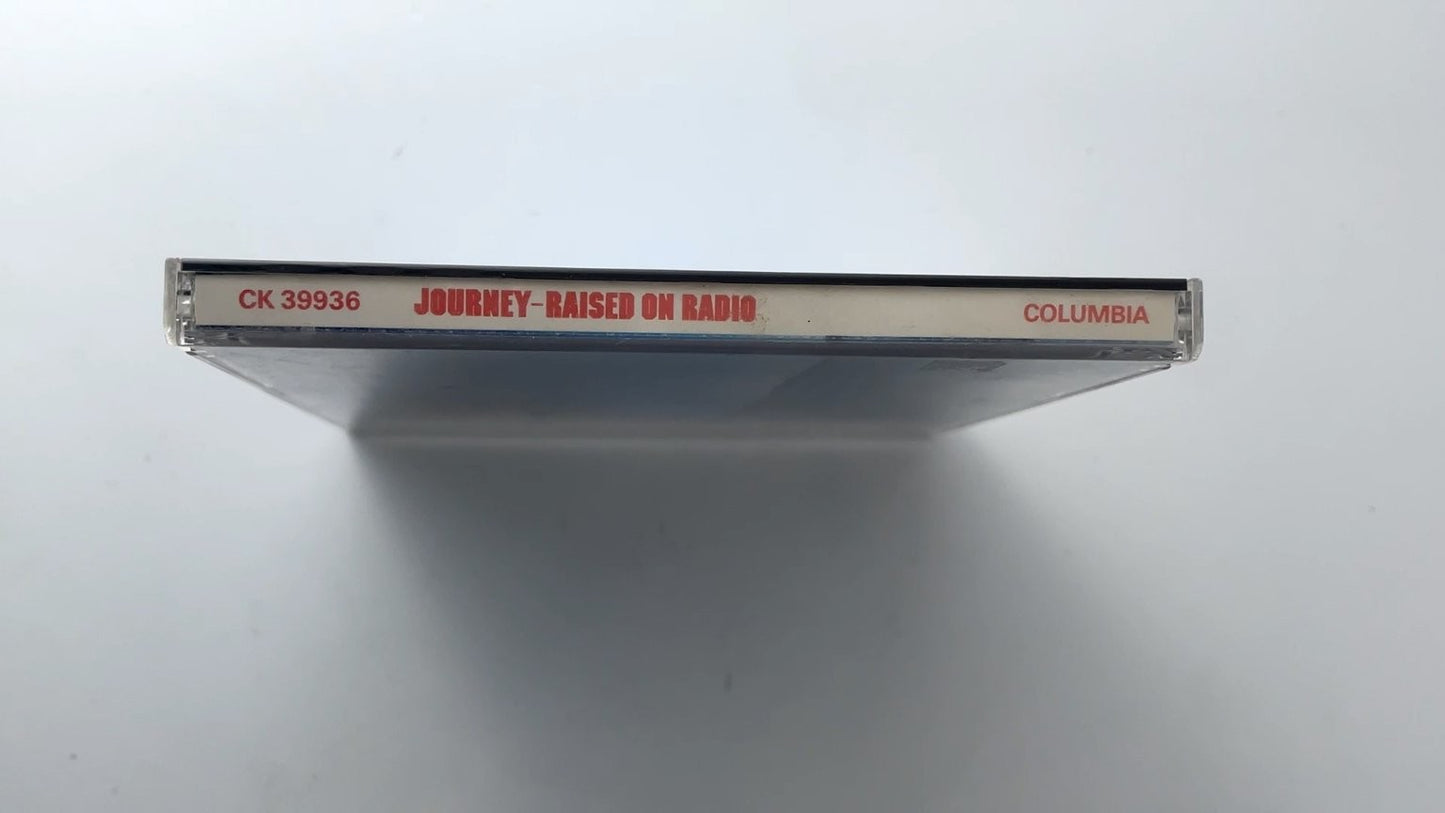 CK 39936 JOURNEY-RAISED ON RADIO COLUMBIA